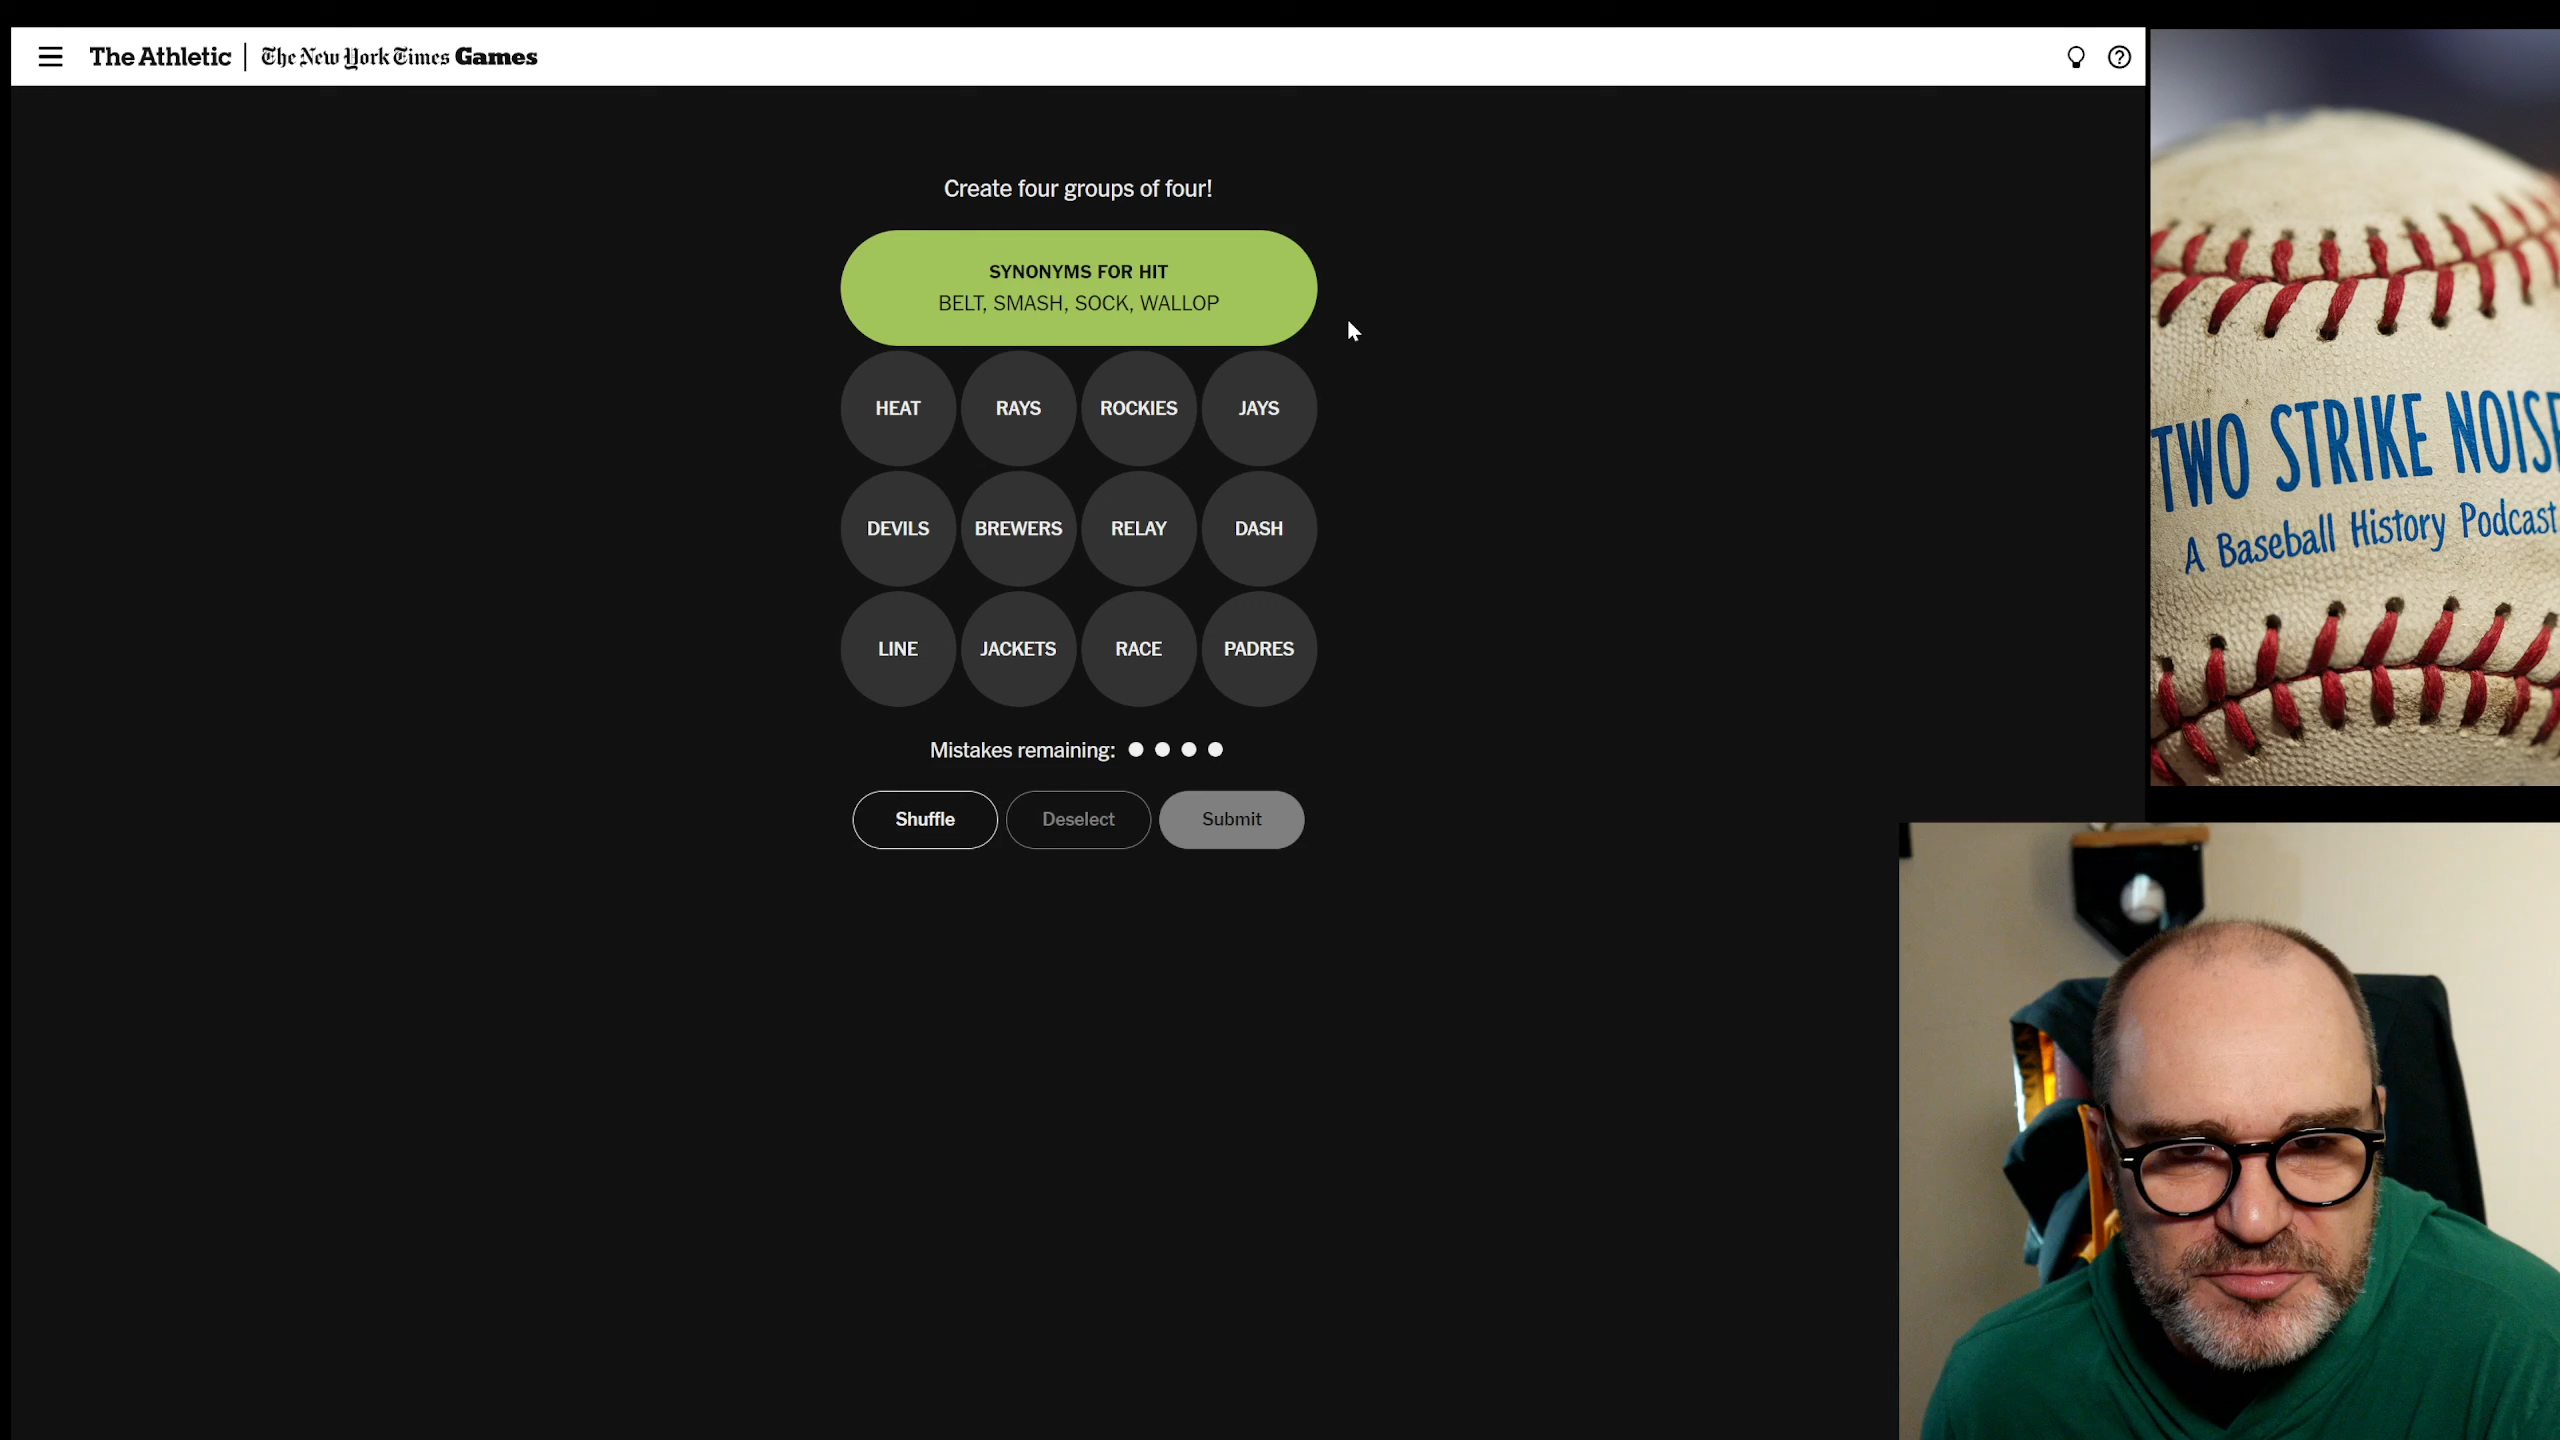 The Athletic | The New York Times Games
Create four groups of four!
SYNONYMS FOR HIT
BELT, SMASH, SOCK, WALLOP
HEAT RAYS ROCKIES JAYS
DEVILS BREWERS RELAY DASH
LINE JACKETS RACE PADRES
Mistakes remaining:
Shuffle Deselect Submit
TWO STRIKE NOISE
A Baseball History Podcast